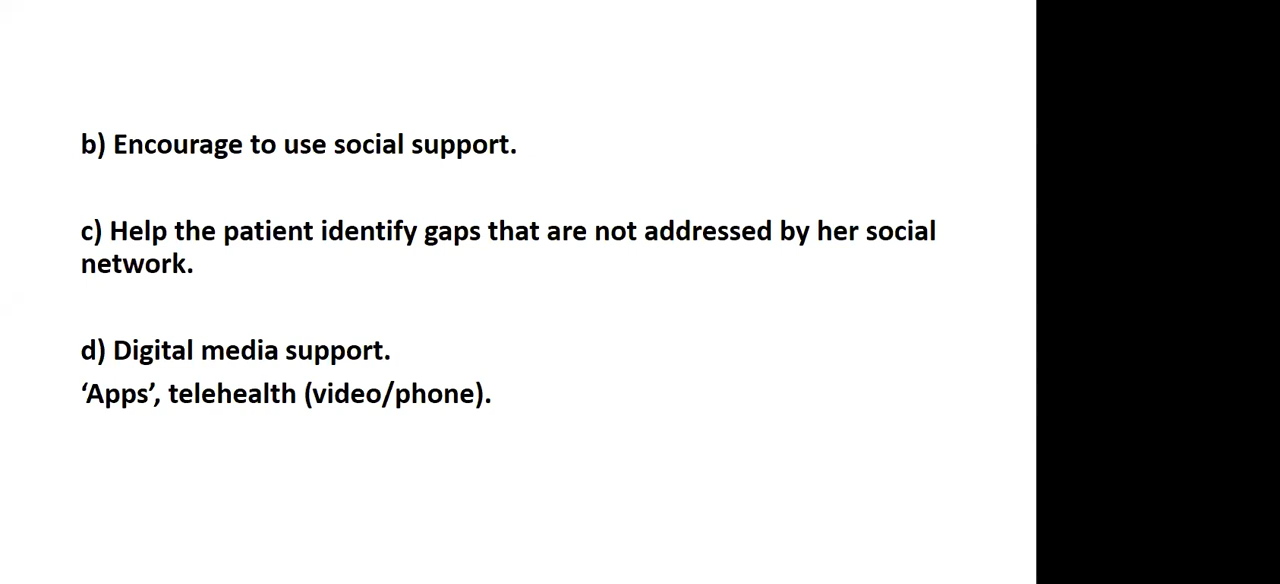 b) Encourage to use social support.
c) Help the patient identify gaps that are not addressed by her social
network.
d) Digital media support.
‘Apps’, telehealth (video/phone).